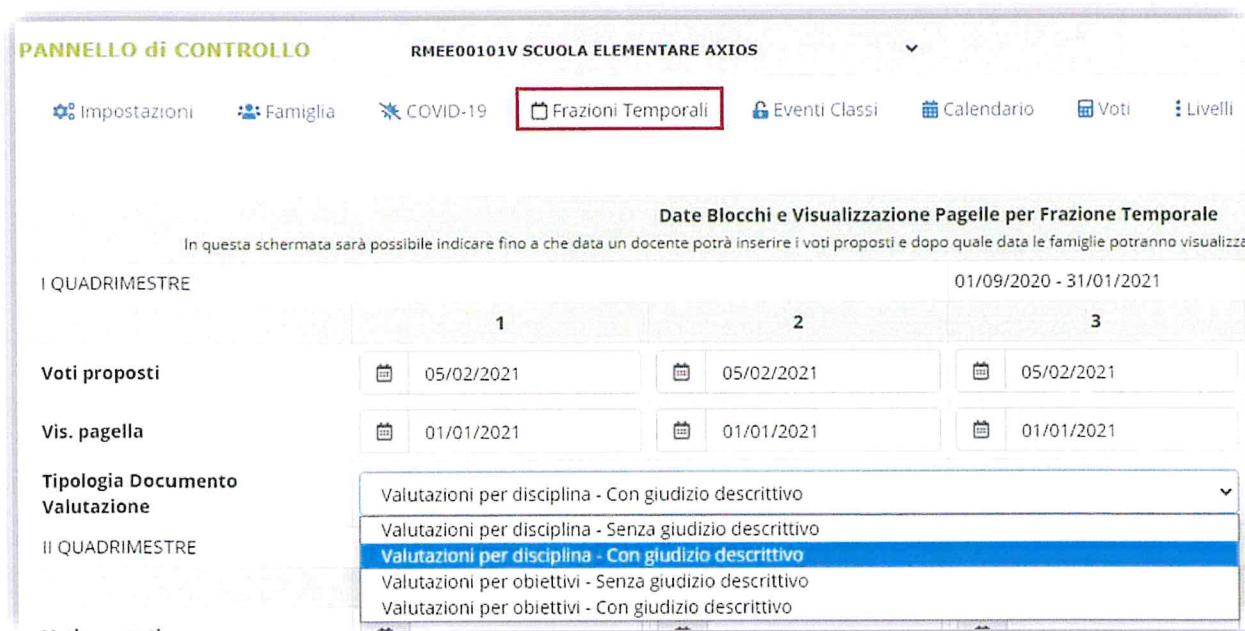 PANNELLO di CONTROLLO RMEE00101V SCUOLA ELEMENTARE AXIOS
Impostazioni Famiglia COVID-19 Frazioni Temporali Eventi Classi Calendario Voti Livelli
Date Blocchi e Visualizzazione Pagelle per Frazione Temporale
In questa schermata sarà possibile indicare fino a che data un docente potrà inserire i voti proposti e dopo quale data le famiglie potranno visualizza
I QUADRIMESTRE 01/09/2020 - 31/01/2021
1 2 3
Voti proposti 05/02/2021 05/02/2021 05/02/2021
Vis. pagella 01/01/2021 01/01/2021 01/01/2021
Tipologia Documento
Valutazione
Valutazioni per disciplina - Con giudizio descrittivo
Valutazioni per disciplina - Senza giudizio descrittivo
II QUADRIMESTRE
Valutazioni per disciplina - Con giudizio descrittivo
Valutazioni per obiettivi - Senza giudizio descrittivo
Valutazioni per obiettivi - Con giudizio descrittivo